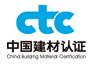 ctc
中国建材认证
China Building Material Certification